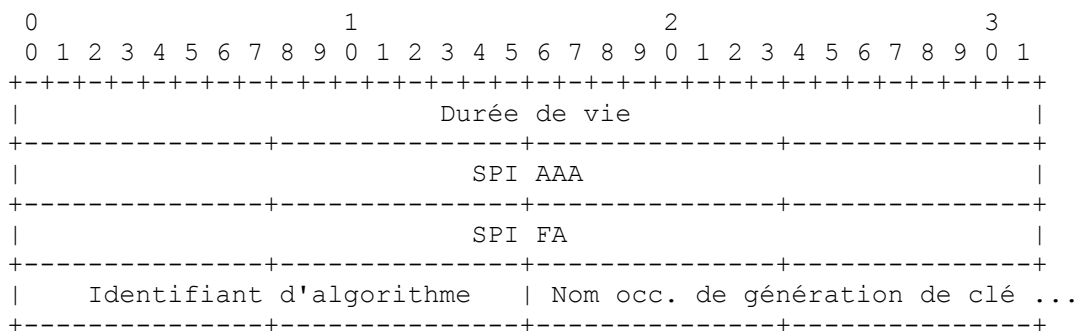 0                   1                   2                   3
0 1 2 3 4 5 6 7 8 9 0 1 2 3 4 5 6 7 8 9 0 1 2 3 4 5 6 7 8 9 0 1
+-+-+-+-+-+-+-+-+-+-+-+-+-+-+-+-+-+-+-+-+-+-+-+-+-+-+-+-+-+-+-+-+
|                          Durée de vie                         |
+---------------+---------------+---------------+---------------+
|                            SPI AAA                            |
+---------------+---------------+---------------+---------------+
|                            SPI FA                             |
+---------------+---------------+---------------+---------------+
|    Identifiant d'algorithme   | Nom occ. de génération de clé ...
+---------------+---------------+---------------+---------------+